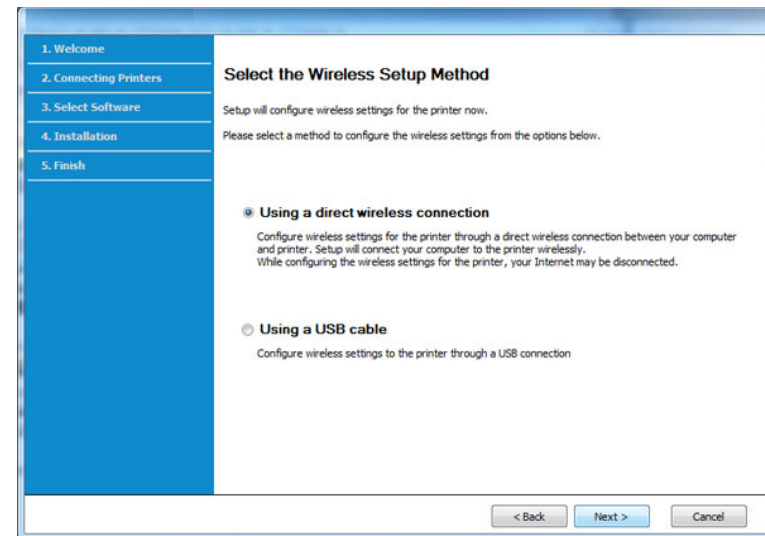 1. Welcome
2. Connecting Printers
3. Select Software
4. Installation
5. Finish
Select the Wireless Setup Method
Setup will configure wireless settings for the printer now.
Please select a method to configure the wireless settings from the options below.
Using a direct wireless connection
Configure wireless settings for the printer through a direct wireless connection between your computer
and printer. Setup will connect your computer to the printer wirelessly.
While configuring the wireless settings for the printer, your Internet may be disconnected.
Using a USB cable
Configure wireless settings to the printer through a USB connection
< Back
Next >
Cancel